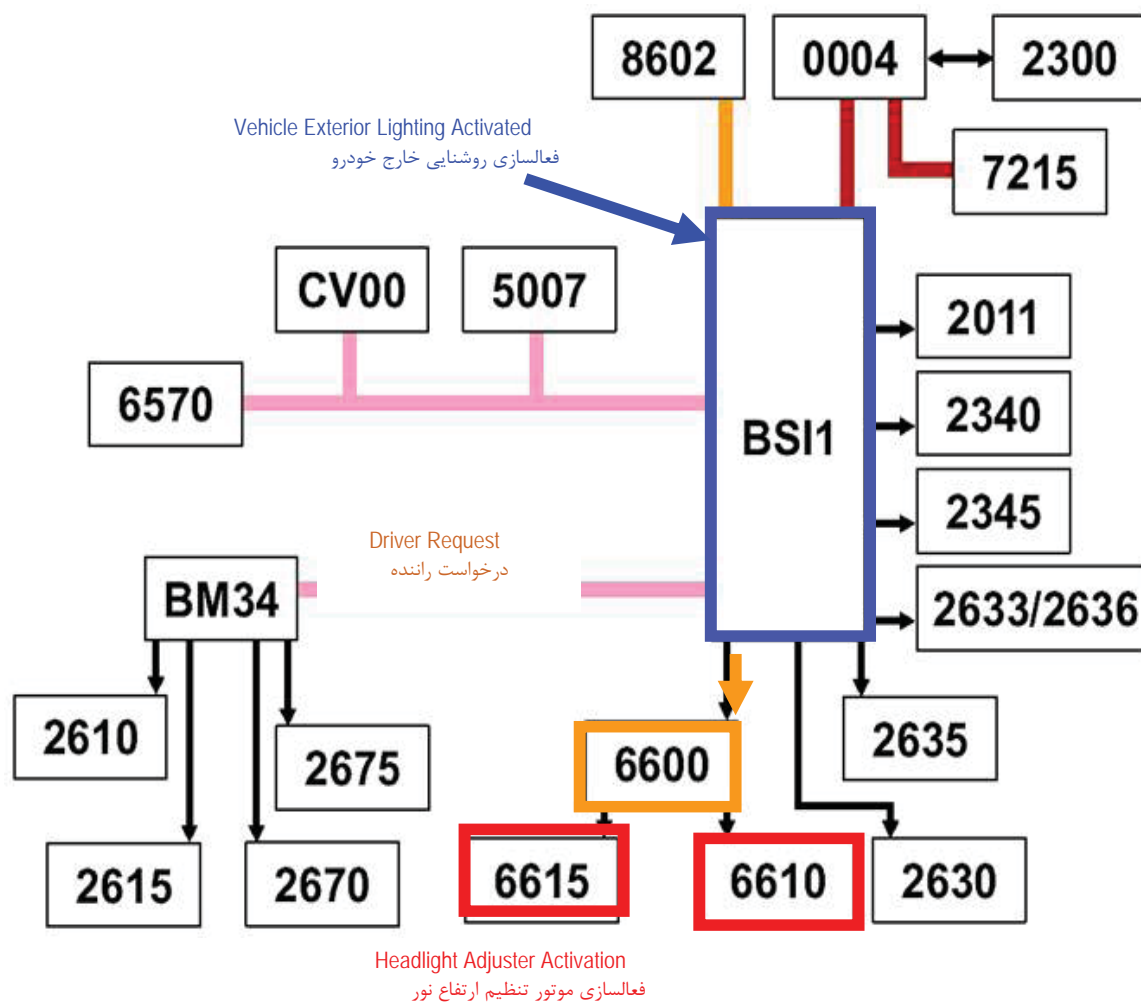 8602
0004
2300
Vehicle Exterior Lighting Activated
فعالسازی روشنایی خارج خودرو
7215
CV00
5007
2011
6570
2340
BSI1
2345
Driver Request
درخواست راننده
BM34
2633/2636
2610
2675
6600
2635
2615
2670
6615
6610
2630
Headlight Adjuster Activation
فعالسازی موتور تنظیم ارتفاع نور